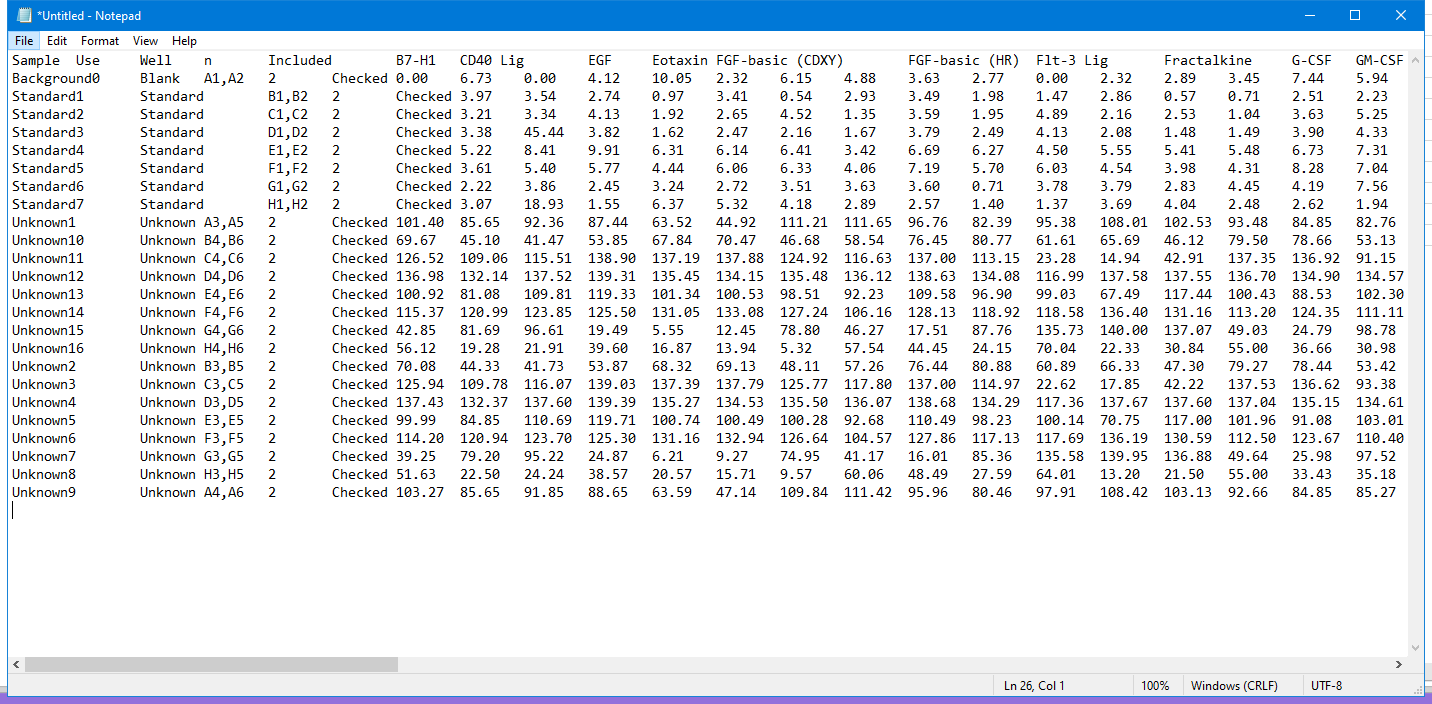 *Untitled - Notepad
File Edit Format View Help
Sample Use Well n Included B7-H1 CD40 Lig EGF Eotaxin FGF-basic (CDXY) FGF-basic (HR) Flt-3 Lig Fractalkine G-CSF GM-CSF
Background0 Blank A1,A2 2 Checked 0.00 6.73 0.00 4.12 10.05 2.32 6.15 4.88 3.63 2.77 0.00 2.32 2.89 3.45 7.44 5.94
Standard1 Standard B1,B2 2 Checked 3.97 3.54 2.74 0.97 3.41 0.54 2.93 3.49 1.98 1.47 2.86 0.57 0.71 2.51 2.23
Standard2 Standard C1,C2 2 Checked 3.21 3.34 4.13 1.92 2.65 4.52 1.35 3.59 1.95 4.89 2.16 2.53 1.04 3.63 5.25
Standard3 Standard D1,D2 2 Checked 3.38 45.44 3.82 1.62 2.47 2.16 1.67 3.79 2.49 4.13 2.08 1.48 1.49 3.90 4.33
Standard4 Standard E1,E2 2 Checked 5.22 8.41 9.91 6.31 6.14 6.41 3.42 6.69 6.27 4.50 5.55 5.41 5.48 6.73 7.31
Standard5 Standard F1,F2 2 Checked 3.61 5.40 5.77 4.44 6.06 6.33 4.06 7.19 5.70 6.03 4.54 3.98 4.31 8.28 7.04
Standard6 Standard G1,G2 2 Checked 2.22 3.86 2.45 3.24 2.72 3.51 3.63 3.60 0.71 3.78 3.79 2.83 4.45 4.19 7.56
Standard7 Standard H1,H2 2 Checked 3.07 18.93 1.55 6.37 5.32 4.18 2.89 2.57 1.40 1.37 3.69 4.04 2.48 2.62 1.94
Unknown1 Unknown A3,A5 2 Checked 101.40 85.65 92.36 87.44 63.52 44.92 111.21 111.65 96.76 82.39 95.38 108.01 102.53 93.48 84.85 82.76
Unknown10 Unknown B4,B6 2 Checked 69.67 45.10 41.47 53.85 67.84 70.47 46.68 58.54 76.45 80.77 61.61 65.69 46.12 79.50 78.66 53.13
Unknown11 Unknown C4,C6 2 Checked 126.52 109.06 115.51 138.90 137.19 137.88 124.92 116.63 137.00 113.15 23.28 14.94 42.91 137.35 136.92 91.15
Unknown12 Unknown D4,D6 2 Checked 136.98 132.14 137.52 139.31 135.45 134.15 135.48 136.12 138.63 134.08 116.99 137.58 137.55 136.70 134.90 134.57
Unknown13 Unknown E4,E6 2 Checked 100.92 81.08 109.81 119.33 101.34 100.53 98.51 92.23 109.58 96.90 99.03 67.49 117.44 100.43 88.53 102.30
Unknown14 Unknown F4,F6 2 Checked 115.37 120.99 123.85 125.50 131.05 133.08 127.24 106.16 128.13 118.92 118.58 136.40 131.16 113.20 124.35 111.11
Unknown15 Unknown G4,G6 2 Checked 42.85 81.69 96.61 19.49 5.55 12.45 78.80 46.27 17.51 87.76 135.73 140.00 137.07 49.03 24.79 98.78
Unknown16 Unknown H4,H6 2 Checked 56.12 19.28 21.91 39.60 16.87 13.94 5.32 57.54 44.45 24.15 70.04 22.33 30.84 55.00 36.66 30.98
Unknown2 Unknown B3,B5 2 Checked 70.08 44.33 41.73 53.87 68.32 69.13 48.11 57.26 76.44 80.88 60.89 66.33 47.30 79.27 78.44 53.42
Unknown3 Unknown C3,C5 2 Checked 125.94 109.78 116.07 139.03 137.39 137.79 125.77 117.80 137.00 114.97 22.62 17.85 42.22 137.53 136.62 93.38
Unknown4 Unknown D3,D5 2 Checked 137.43 132.37 137.60 139.39 135.27 134.53 135.50 136.07 138.68 134.29 117.36 137.67 137.60 137.04 135.15 134.61
Unknown5 Unknown E3,E5 2 Checked 99.99 84.85 110.69 119.71 100.74 100.49 100.28 92.68 110.49 98.23 100.14 70.75 117.00 101.96 91.08 103.01
Unknown6 Unknown F3,F5 2 Checked 114.20 120.94 123.70 125.30 131.16 132.94 126.64 104.57 127.86 117.13 117.69 136.19 130.59 112.50 123.67 110.40
Unknown7 Unknown G3,G5 2 Checked 39.25 79.20 95.22 24.87 6.21 9.27 74.95 41.17 16.01 85.36 135.58 139.95 136.88 49.64 25.98 97.52
Unknown8 Unknown H3,H5 2 Checked 51.63 22.50 24.24 38.57 20.57 15.71 9.57 60.06 48.49 27.59 64.01 13.20 21.50 55.00 33.43 35.18
Unknown9 Unknown A4,A6 2 Checked 103.27 85.65 91.85 88.65 63.59 47.14 109.84 111.42 95.96 80.46 97.91 108.42 103.13 92.66 84.85 85.27
Ln 26, Col 1 100% Windows (CRLF) UTF-8